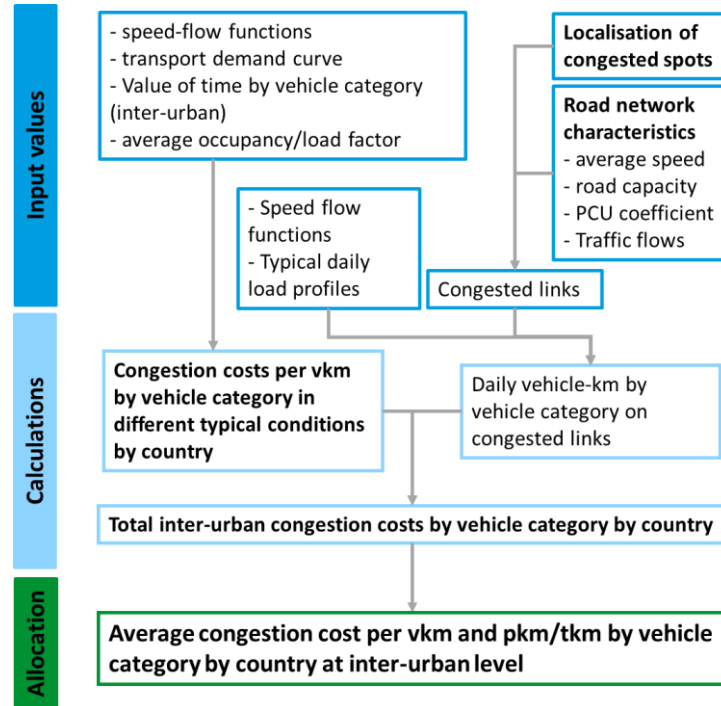 Input values
- speed-flow functions
- transport demand curve
- Value of time by vehicle category
(inter-urban)
- average occupancy/load factor
Localisation of
congested spots
Road network
characteristics
- average speed
- road capacity
- PCU coefficient
- Traffic flows
- Speed flow
functions
- Typical daily
load profiles
Congested links
Calculations
Congestion costs per vkm
by vehicle category in
different typical conditions
by country
Daily vehicle-km by
vehicle category on
congested links
Total inter-urban congestion costs by vehicle category by country
Allocation
Average congestion cost per vkm and pkm/tkm by vehicle
category by country at inter-urban level